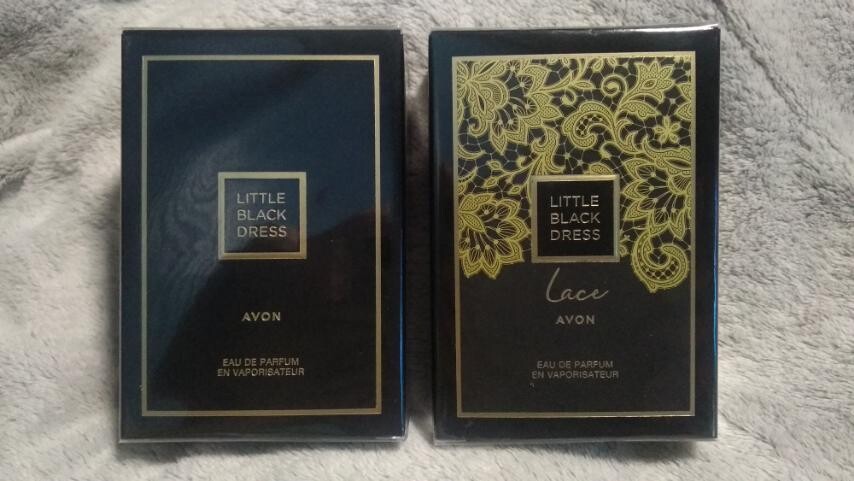 LITTLE
BLACK
DRESS
AVON
EAU DE PARFUM
EN VAPORISATEUR
LITTLE
BLACK
DRESS
Lace
AVON
EAU DE PARFUM
EN VAPORISATEUR